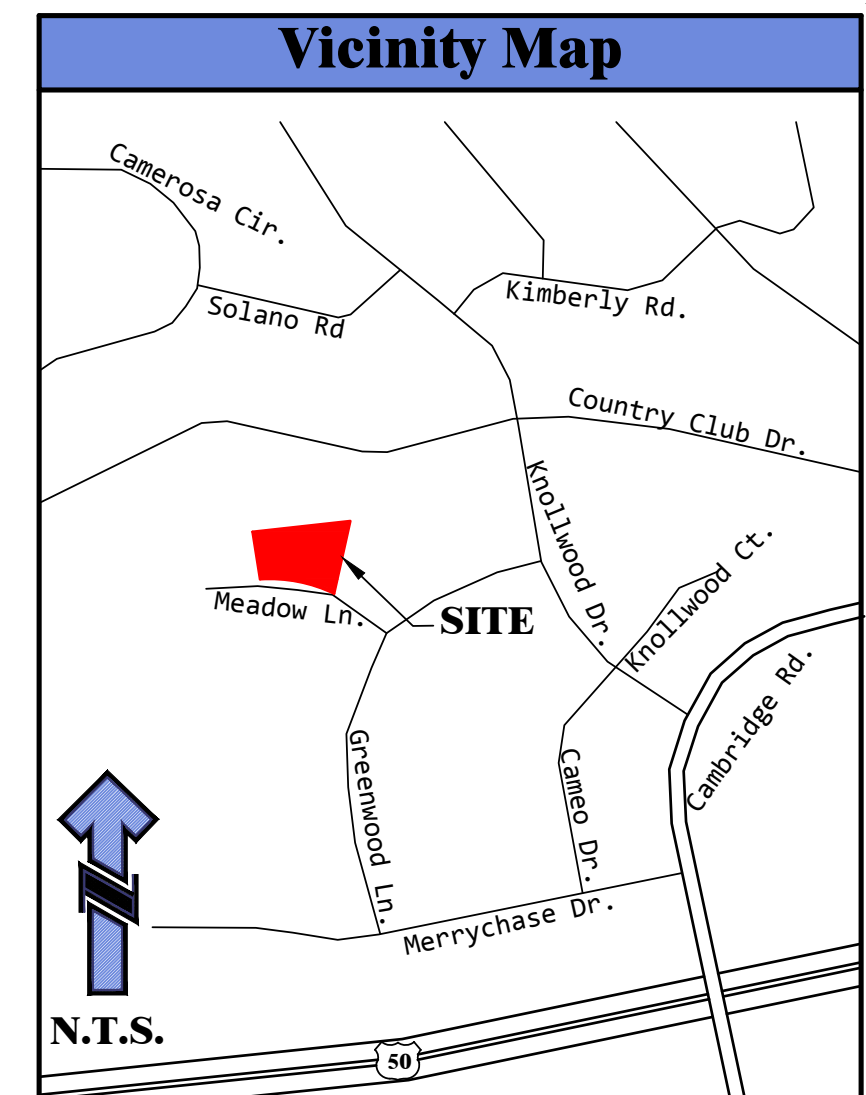 Vicinity Map
Camerosa Cir.
Solano Rd
Kimberly Rd.
Country Club Dr.
Knollwood Dr.
Knollwood Ct.
Meadow Ln.
SITE
Cambridge Rd.
Greenwood Ln.
Cameo Dr.
Merrychase Dr.
N
N.T.S.
50